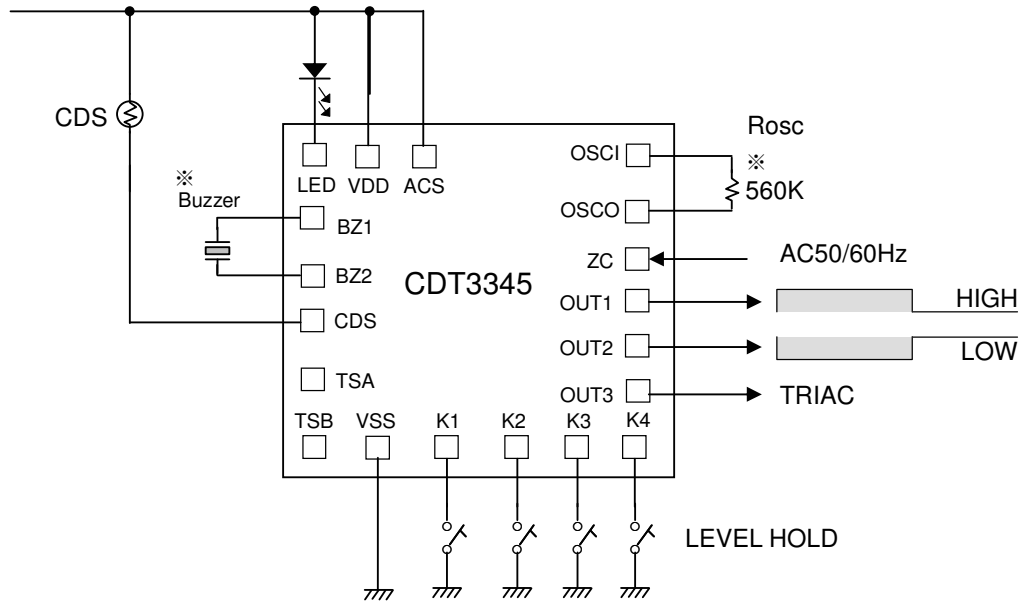 CDS
Rosc
※
560K
※
Buzzer
LED
VDD
ACS
OSCI
BZ1
OSCO
BZ2
CDT3345
ZC
AC50/60Hz
CDS
OUT1
HIGH
OUT2
LOW
TSA
OUT3
TRIAC
TSB
VSS
K1
K2
K3
K4
LEVEL HOLD